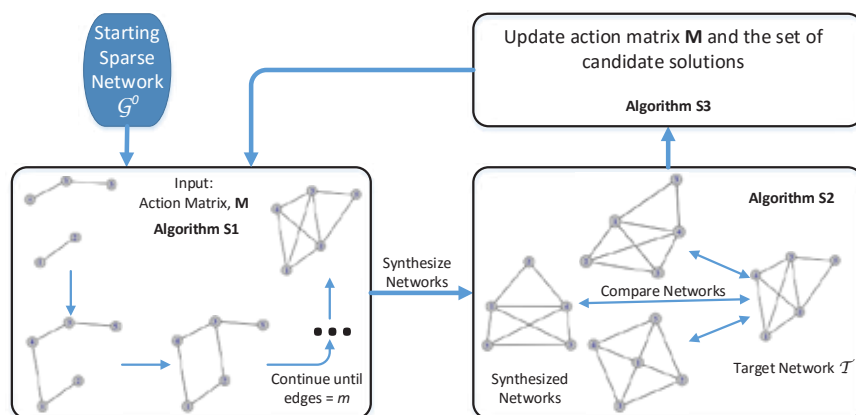 Starting
Sparse
Network
𝒢⁰
Update action matrix M and the set of
candidate solutions
Algorithm S3
Input:
Action Matrix, M
Algorithm S1
Continue until
edges = m
Synthesize
Networks
Algorithm S2
Compare Networks
Synthesized
Networks
Target Network 𝒯